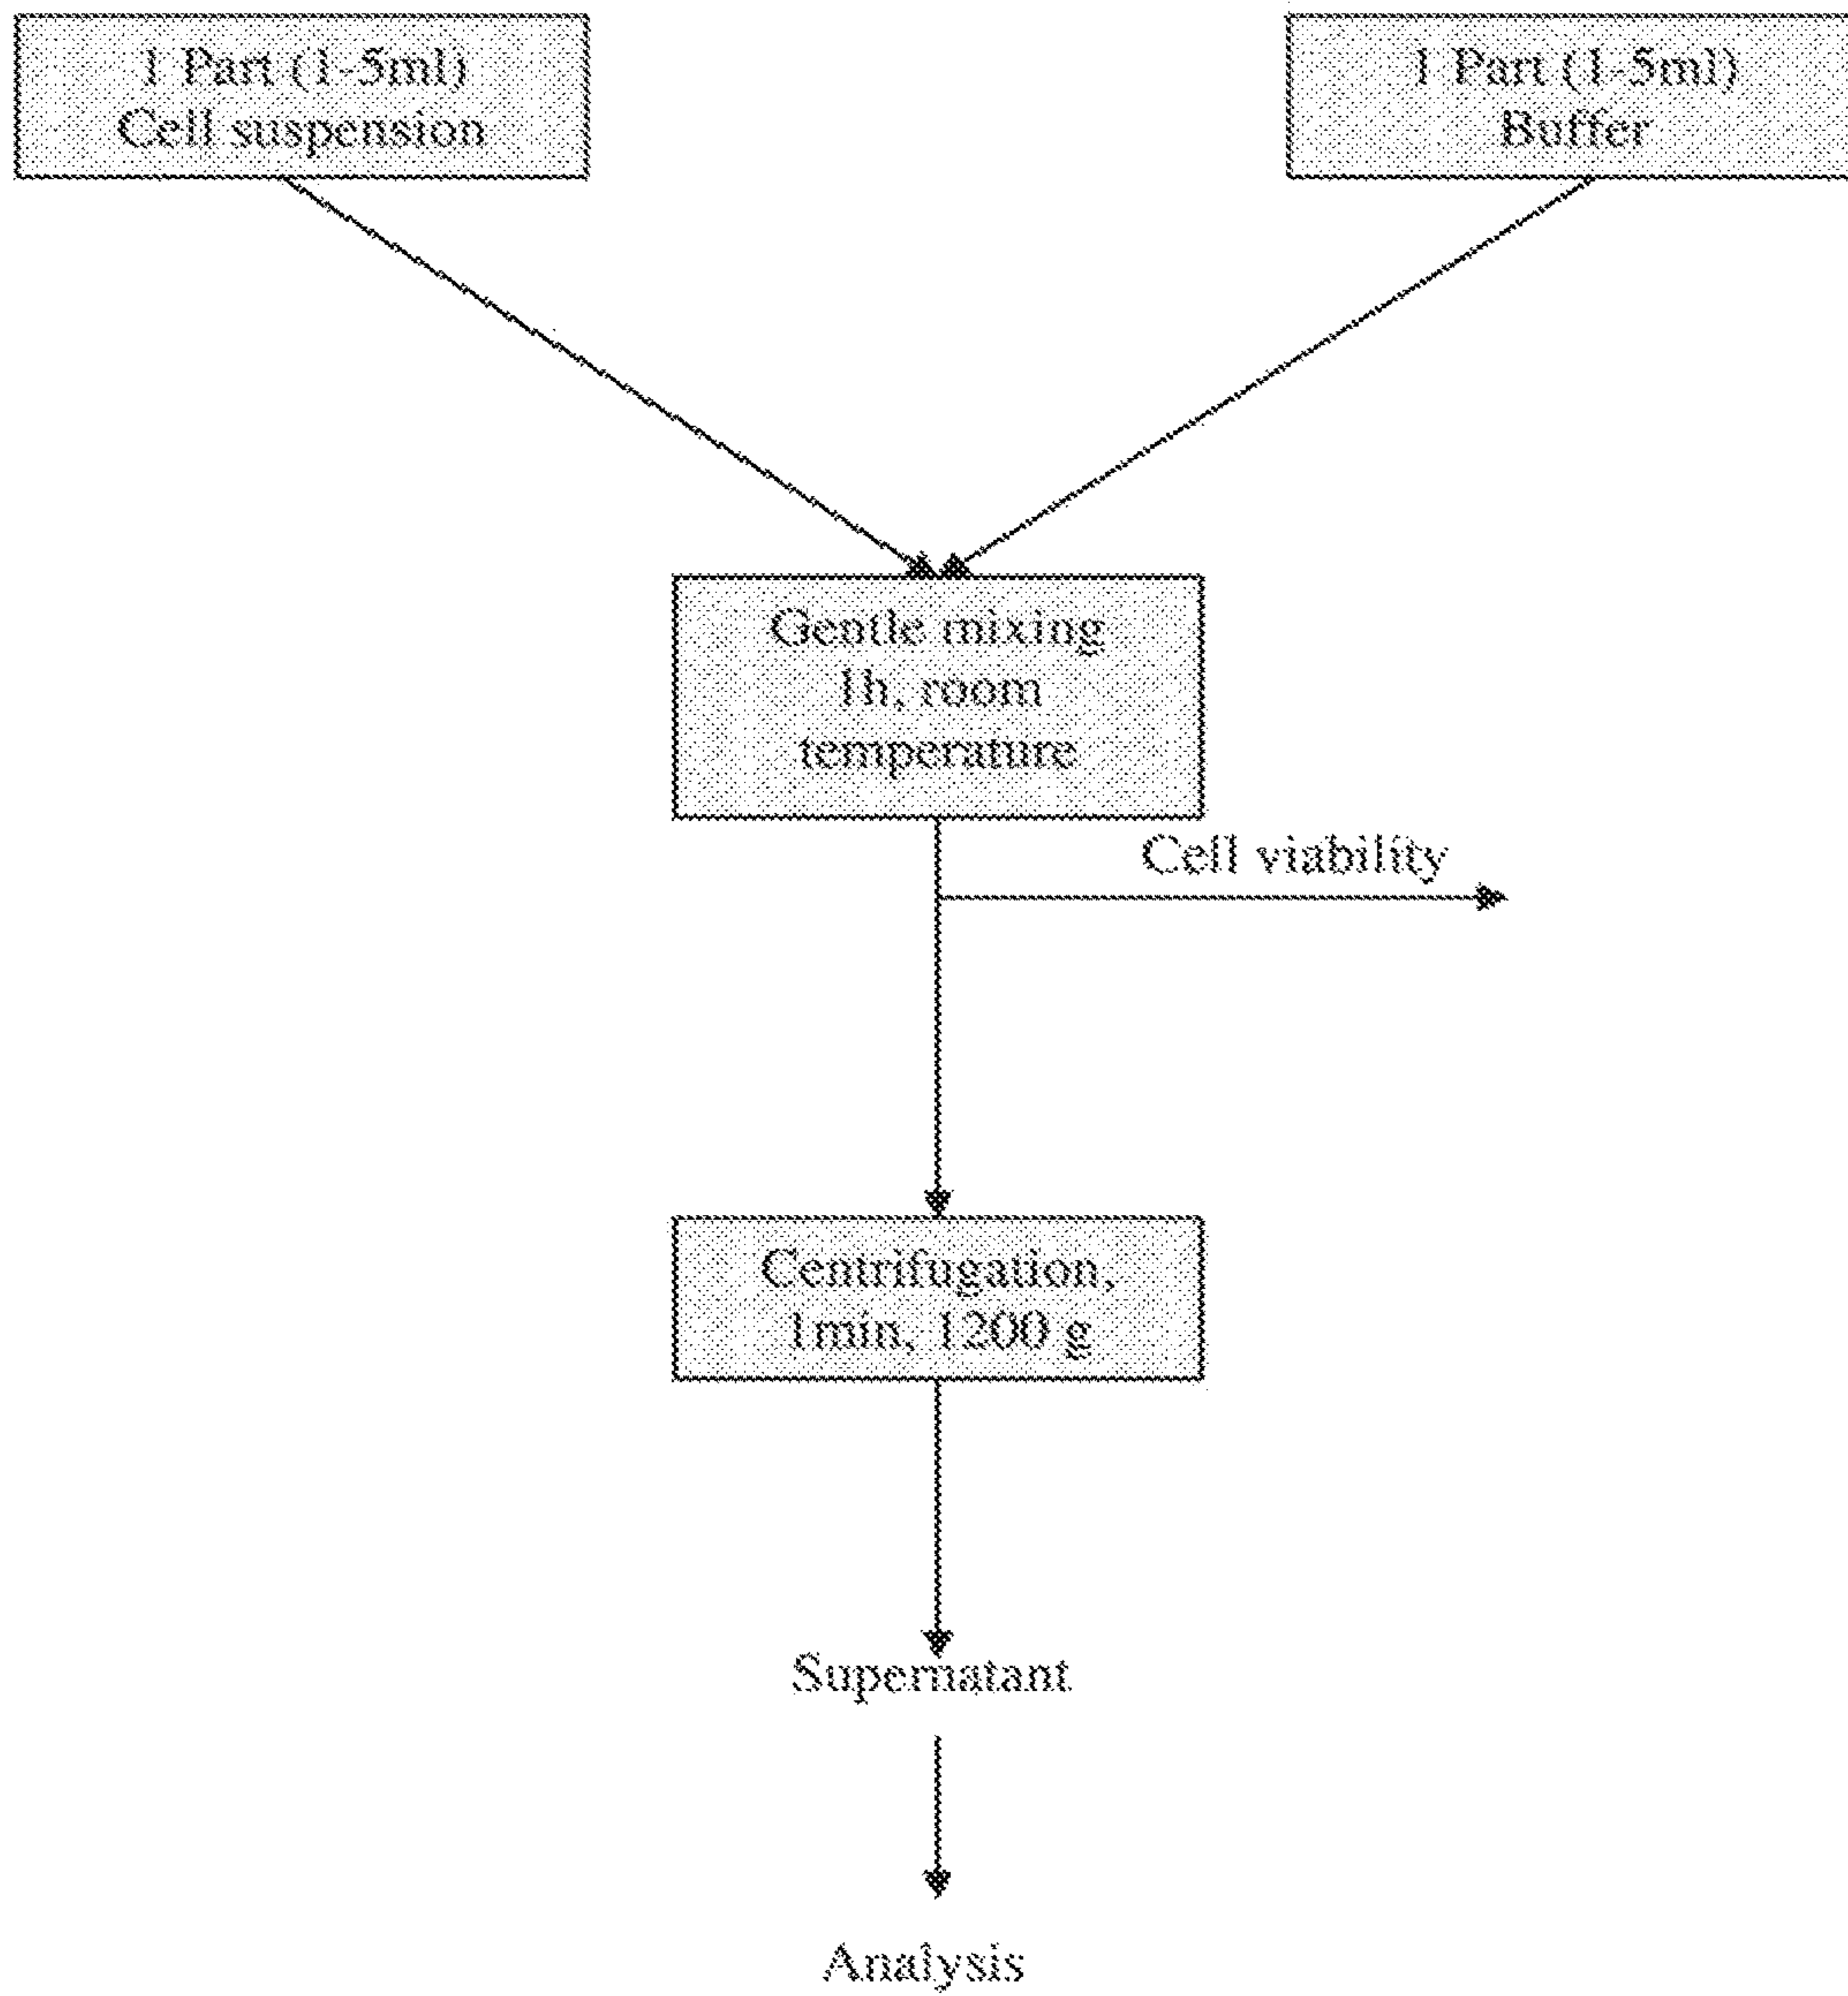 1 Part (1-5ml)
Cell suspension
1 Part (1-5ml)
Buffer
Gentle mixing
1h, room
temperature
Cell viability
Centrifugation,
1min, 1200 g
Supernatant
Analysis